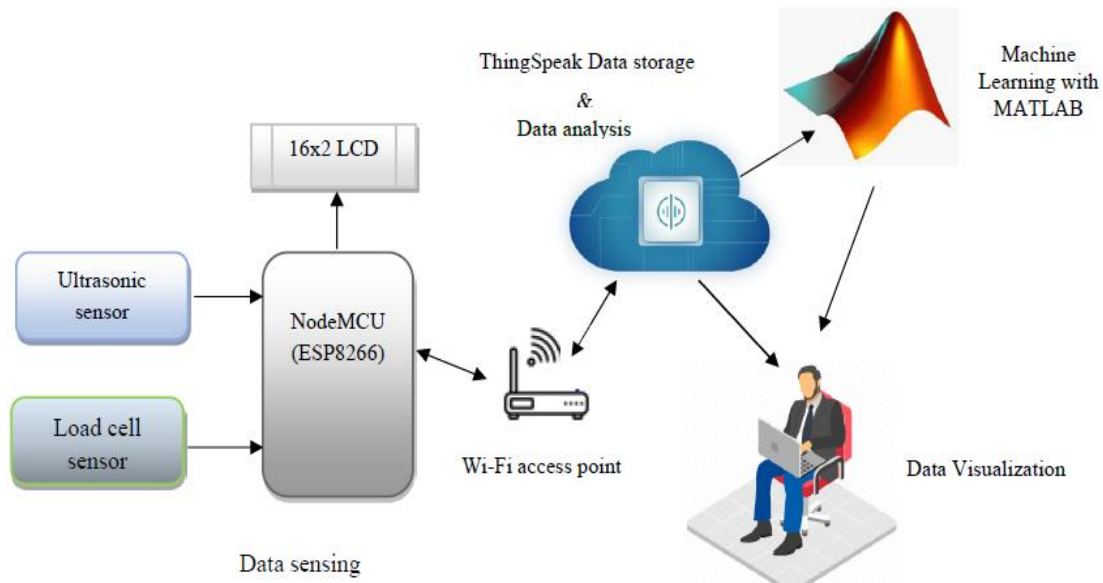 ThingSpeak Data storage
&
Data analysis
Machine
Learning with
MATLAB
16x2 LCD
Ultrasonic
sensor
NodeMCU
(ESP8266)
Load cell
sensor
Wi-Fi access point
Data Visualization
Data sensing